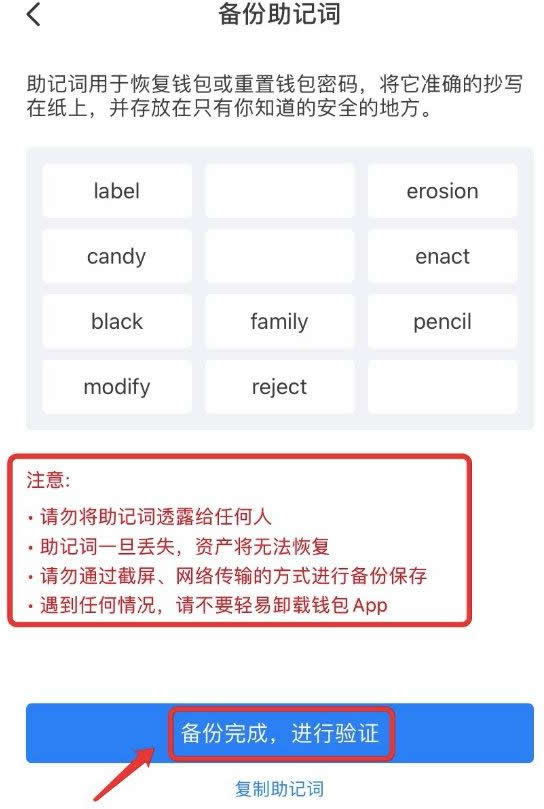 备份助记词
助记词用于恢复钱包或重置钱包密码，将它准确的抄写
在纸上，并存放在只有你知道的安全的地方。
label erosion
candy enact
black family pencil
modify reject
注意:
• 请勿将助记词透露给任何人
• 助记词一旦丢失，资产将无法恢复
• 请勿通过截屏、网络传输的方式进行备份保存
• 遇到任何情况，请不要轻易卸载钱包App
备份完成，进行验证
复制助记词